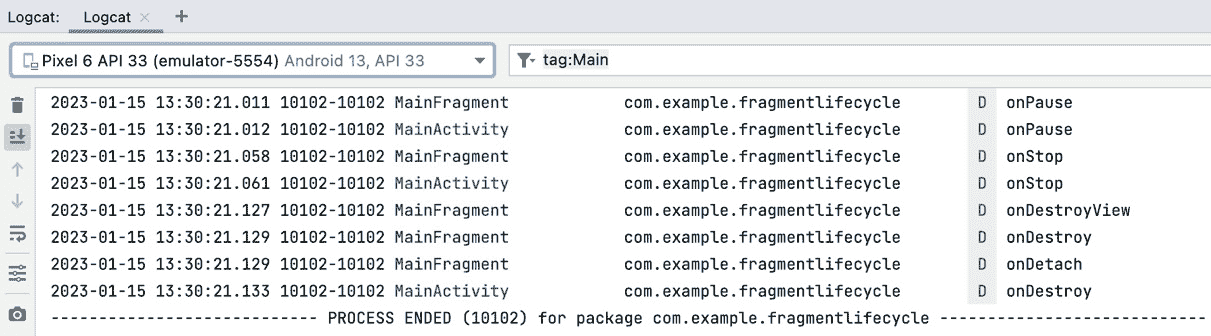 Logcat: Logcat
Pixel 6 API 33 (emulator-5554) Android 13, API 33 tag:Main
2023-01-15 13:30:21.011 10102-10102 MainFragment com.example.fragmentlifecycle D onPause
2023-01-15 13:30:21.012 10102-10102 MainActivity com.example.fragmentlifecycle D onPause
2023-01-15 13:30:21.058 10102-10102 MainFragment com.example.fragmentlifecycle D onStop
2023-01-15 13:30:21.061 10102-10102 MainActivity com.example.fragmentlifecycle D onStop
2023-01-15 13:30:21.127 10102-10102 MainFragment com.example.fragmentlifecycle D onDestroyView
2023-01-15 13:30:21.129 10102-10102 MainFragment com.example.fragmentlifecycle D onDestroy
2023-01-15 13:30:21.129 10102-10102 MainFragment com.example.fragmentlifecycle D onDetach
2023-01-15 13:30:21.133 10102-10102 MainActivity com.example.fragmentlifecycle D onDestroy
---------------------------- PROCESS ENDED (10102) for package com.example.fragmentlifecycle ----------------------------